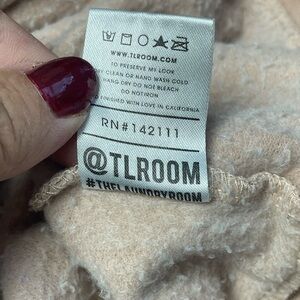 WWW.TLROOM.COM
TO PRESERVE MY LOOK
DRY CLEAN OR HAND WASH COLD
HANG DRY DO NOT BLEACH
DO NOT IRON
FINISHED WITH LOVE IN CALIFORNIA
RN#142111
@TLROOM
#THELAUNDRYROOM